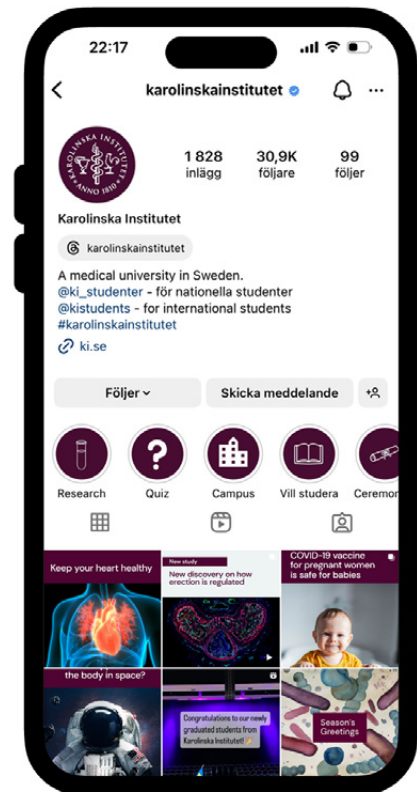 22:17
karolinskainstitutet
KAROLINSKA INSTITUTET
ANNO 1810
1 828
inlägg
30,9K
följare
99
följer
Karolinska Institutet
karolinskainstitutet
A medical university in Sweden.
@ki_studenter - för nationella studenter
@kistudents - for international students
#karolinskainstitutet
ki.se
Följer
Skicka meddelande
Research
Quiz
Campus
Vill studera
Ceremon
Keep your heart healthy
New study
New discovery on how
erection is regulated
COVID-19 vaccine
for pregnant women
is safe for babies
the body in space?
Congratulations to our newly
graduated students from
Karolinska Institutet!
Season's
Greetings